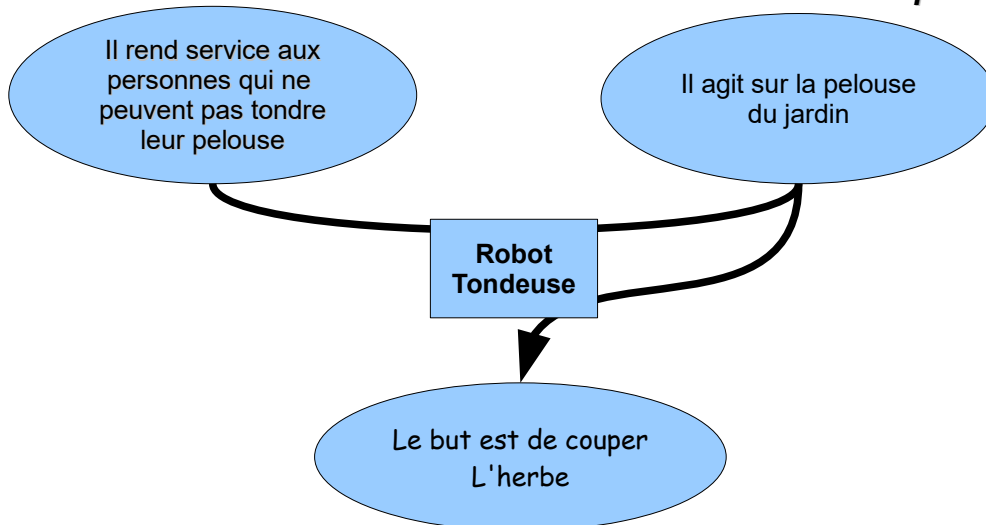 Il rend service aux
personnes qui ne
peuvent pas tondre
leur pelouse
Il agit sur la pelouse
du jardin
Robot
Tondeuse
Le but est de couper
L'herbe